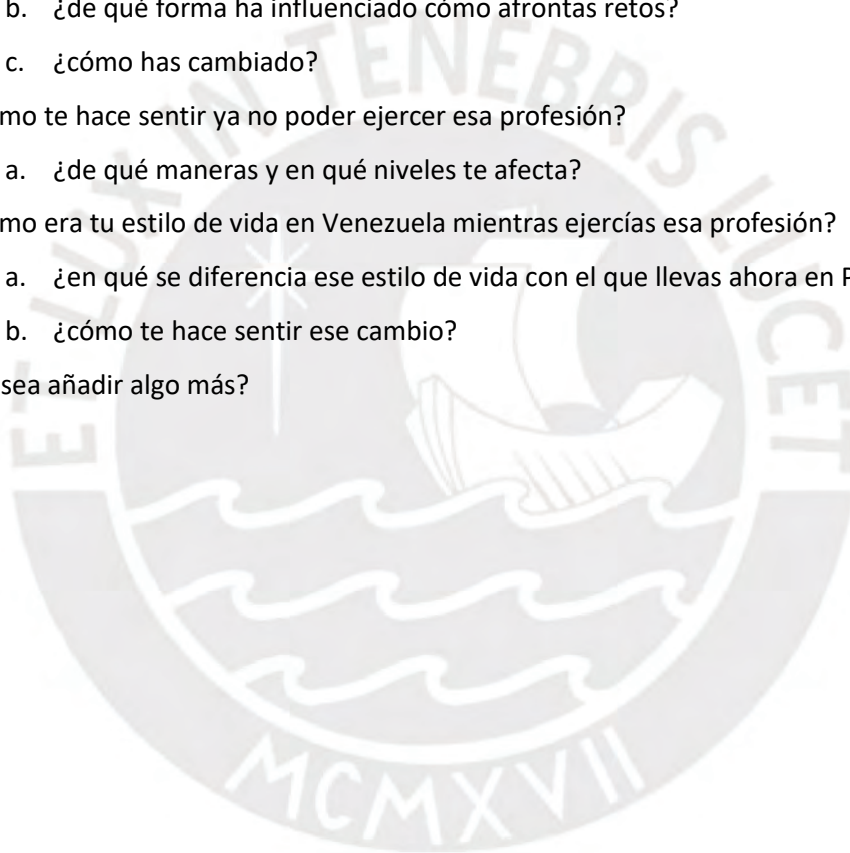 b. ¿de qué forma ha influenciado cómo afrontas retos?
c. ¿cómo has cambiado?
mo te hace sentir ya no poder ejercer esa profesión?
a. ¿de qué maneras y en qué niveles te afecta?
mo era tu estilo de vida en Venezuela mientras ejercías esa profesión?
a. ¿en qué se diferencia ese estilo de vida con el que llevas ahora en P
b. ¿cómo te hace sentir ese cambio?
sea añadir algo más?
ET LUX IN TENEBRIS LUCET
MCMXVII